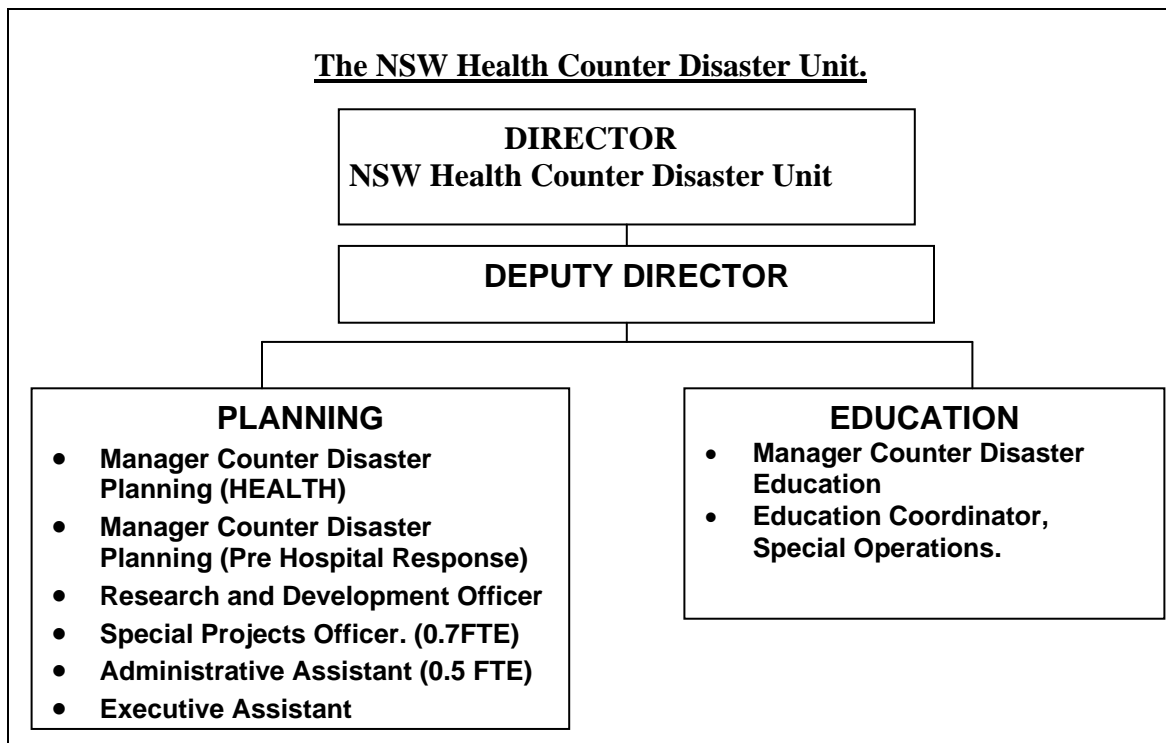 The NSW Health Counter Disaster Unit.
DIRECTOR
NSW Health Counter Disaster Unit
DEPUTY DIRECTOR
PLANNING
• Manager Counter Disaster
Planning (HEALTH)
• Manager Counter Disaster
Planning (Pre Hospital Response)
• Research and Development Officer
• Special Projects Officer. (0.7FTE)
• Administrative Assistant (0.5 FTE)
• Executive Assistant
EDUCATION
• Manager Counter Disaster
Education
• Education Coordinator,
Special Operations.